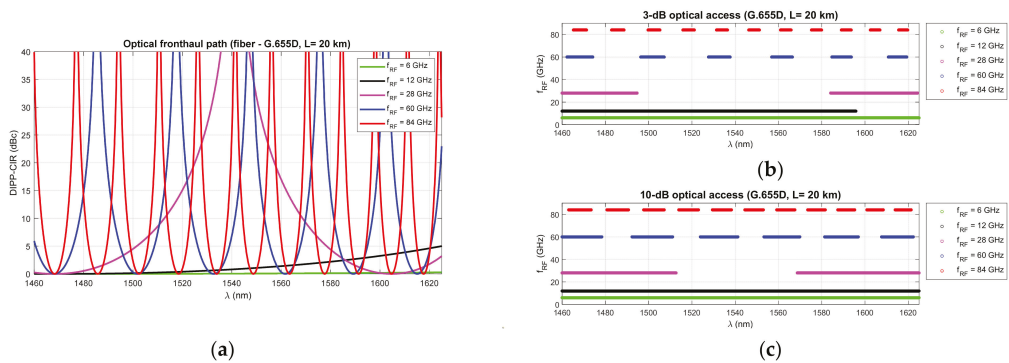 Optical fronthaul path (fiber - G.655D, L= 20 km)
40
35
30
25
20
15
10
5
0
DIPP-CIR (dBc)
f_RF = 6 GHz
f_RF = 12 GHz
f_RF = 28 GHz
f_RF = 60 GHz
f_RF = 84 GHz
1460 1480 1500 1520 1540 1560 1580 1600 1620
λ (nm)
(a)
3-dB optical access (G.655D, L= 20 km)
80
60
40
20
0
f_RF (GHz)
1460 1480 1500 1520 1540 1560 1580 1600 1620
λ (nm)
f_RF = 6 GHz
f_RF = 12 GHz
f_RF = 28 GHz
f_RF = 60 GHz
f_RF = 84 GHz
(b)
10-dB optical access (G.655D, L= 20 km)
80
60
40
20
0
f_RF (GHz)
1460 1480 1500 1520 1540 1560 1580 1600 1620
λ (nm)
f_RF = 6 GHz
f_RF = 12 GHz
f_RF = 28 GHz
f_RF = 60 GHz
f_RF = 84 GHz
(c)